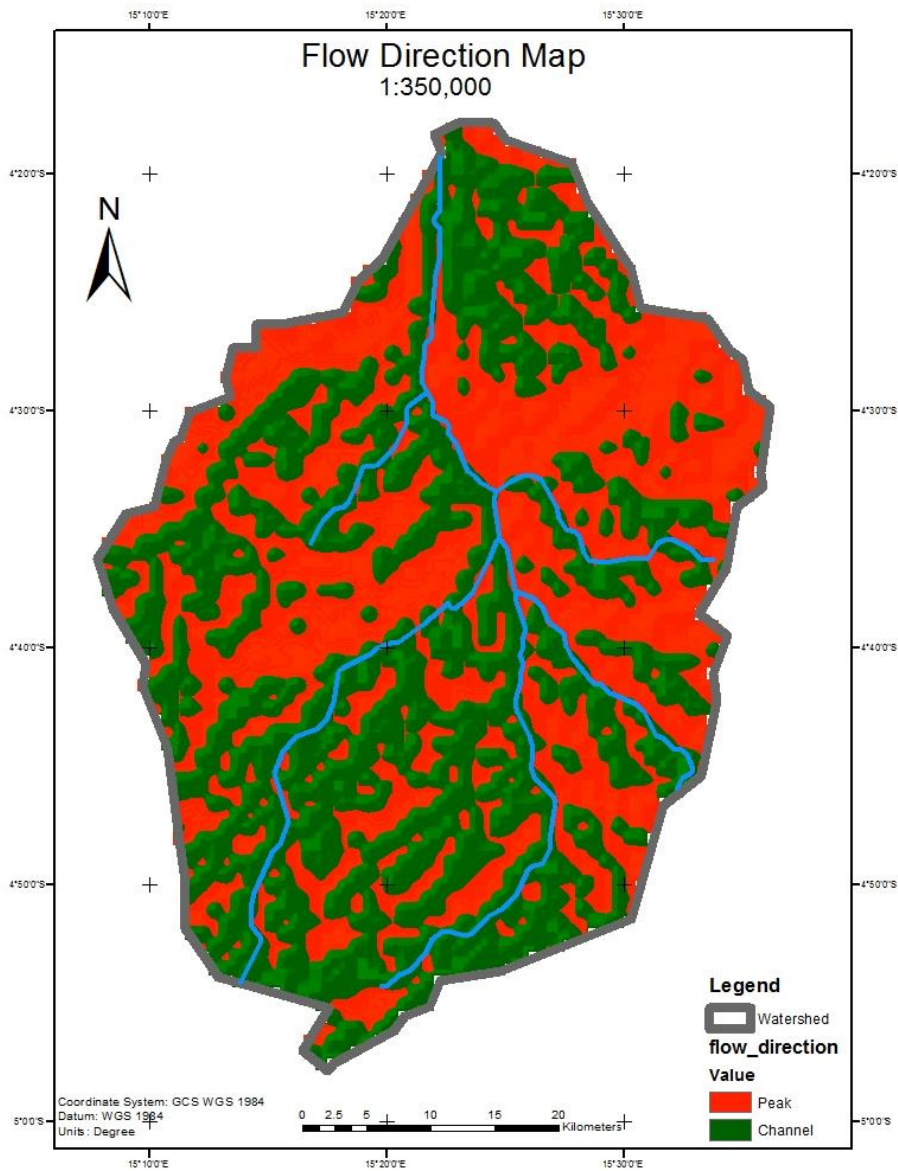 15°10'0"E 15°20'0"E 15°30'0"E
Flow Direction Map
1:350,000
4°20'0"S 4°20'0"S
N
4°30'0"S 4°30'0"S
4°40'0"S 4°40'0"S
4°50'0"S 4°50'0"S
Legend
Watershed
flow_direction
Value
Peak
Channel
Coordinate System: GCS WGS 1984
Datum: WGS 1984
Units: Degree
0 2.5 5 10 15 20
Kilometers
5°0'0"S 5°0'0"S
15°10'0"E 15°20'0"E 15°30'0"E